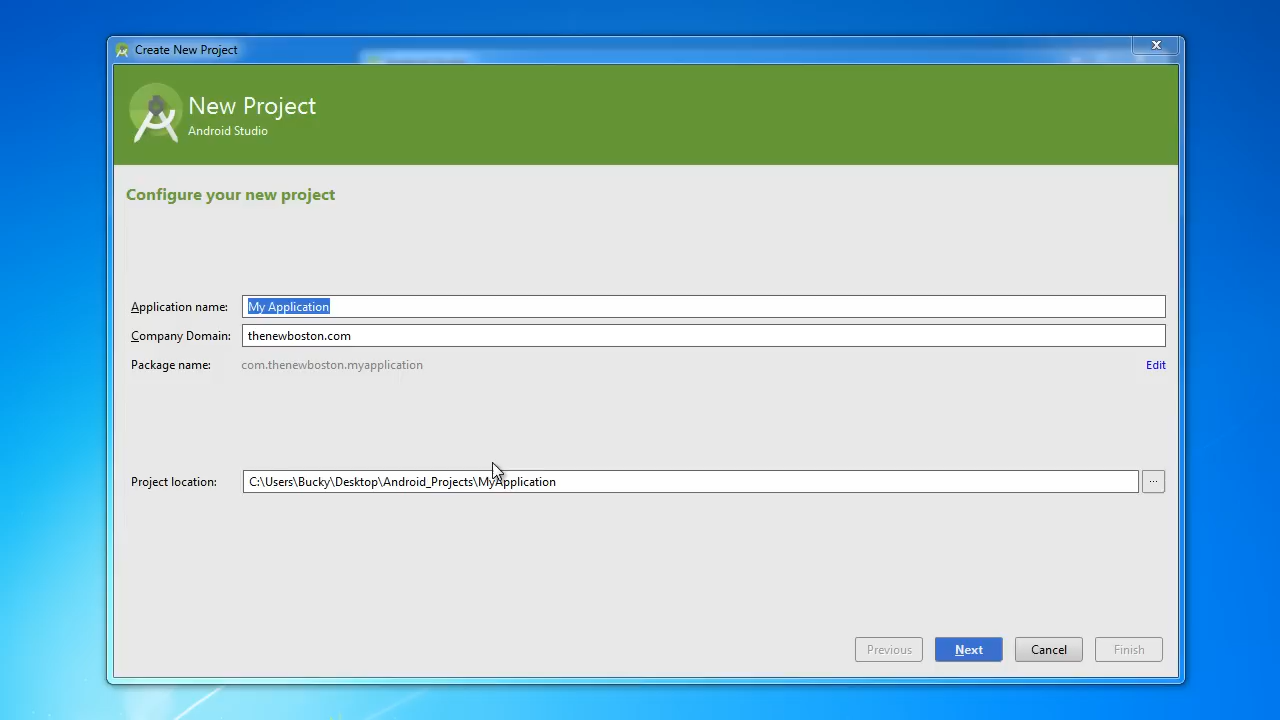 Create New Project
New Project
Android Studio
Configure your new project
Application name: My Application
Company Domain: thenewboston.com
Package name: com.thenewboston.myapplication Edit
Project location: C:\Users\Bucky\Desktop\Android_Projects\MyApplication ...
Previous Next Cancel Finish